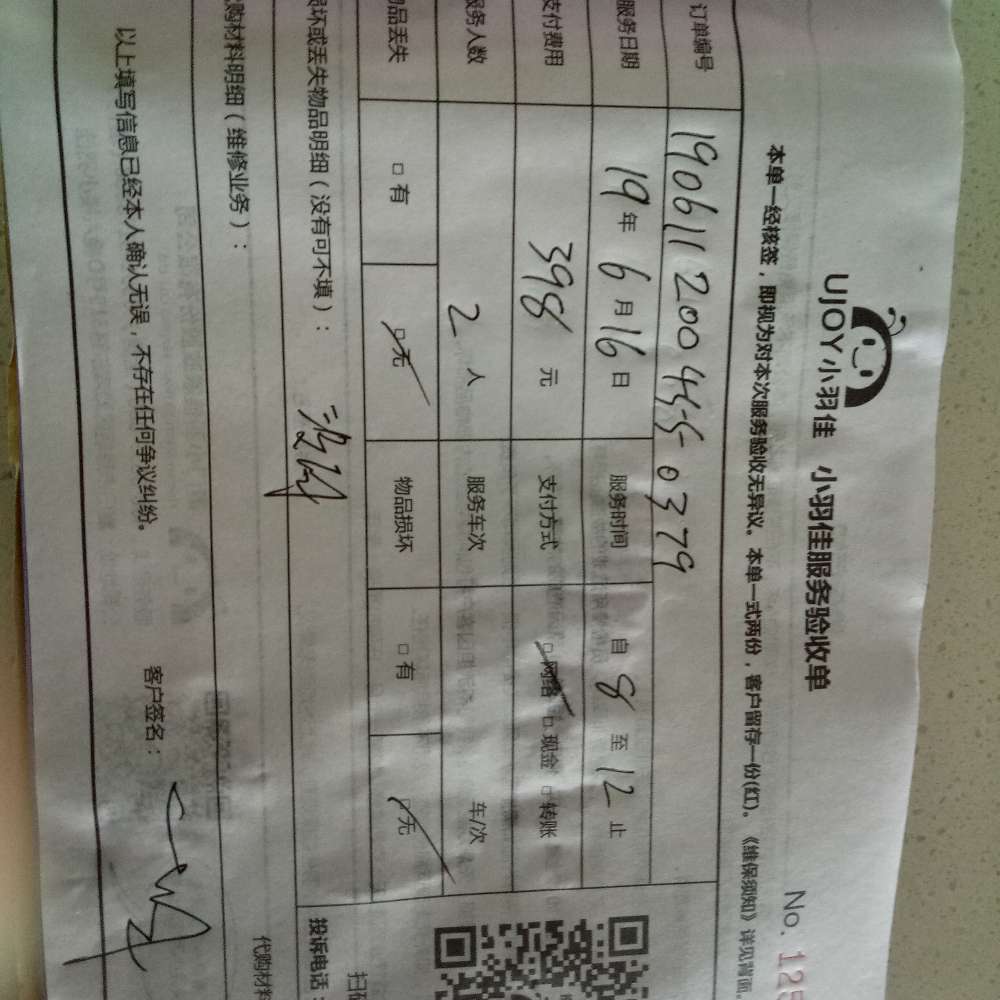 UJOY小羽佳 小羽佳服务验收单 No. 125
本单一经核签，即视为对本次服务验收无异议。本单一式两份，客户留存一份(红)。《维保须知》详见背面。
订单编号 190611200455-0379
服务日期 19年 6月16日 服务时间 自 8 至 12 止
支付费用 398 元 支付方式 □网络 □现金 □转账
服务人数 2 人 服务车次 车/次
物品丢失 □有 □无 物品损坏 □有 □无
损坏或丢失物品明细（没有可不填）：
投诉电话： 扫
购材料明细（维修业务）：
代购材料
以上填写信息已经本人确认无误，不存在任何争议纠纷。 客户签名：